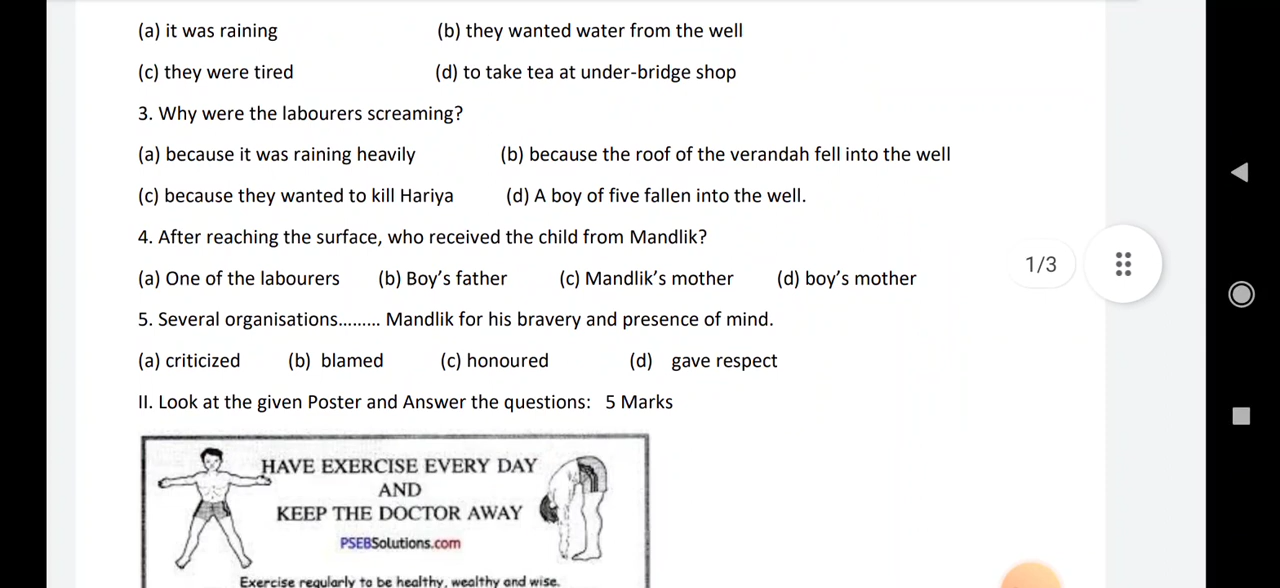 (a) it was raining (b) they wanted water from the well
(c) they were tired (d) to take tea at under-bridge shop
3. Why were the labourers screaming?
(a) because it was raining heavily (b) because the roof of the verandah fell into the well
(c) because they wanted to kill Hariya (d) A boy of five fallen into the well.
4. After reaching the surface, who received the child from Mandlik?
(a) One of the labourers (b) Boy's father (c) Mandlik's mother (d) boy's mother
1/3
5. Several organisations......... Mandlik for his bravery and presence of mind.
(a) criticized (b) blamed (c) honoured (d) gave respect
II. Look at the given Poster and Answer the questions: 5 Marks
HAVE EXERCISE EVERY DAY
AND
KEEP THE DOCTOR AWAY
PSEBSolutions.com
Exercise regularly to be healthy, wealthy and wise.